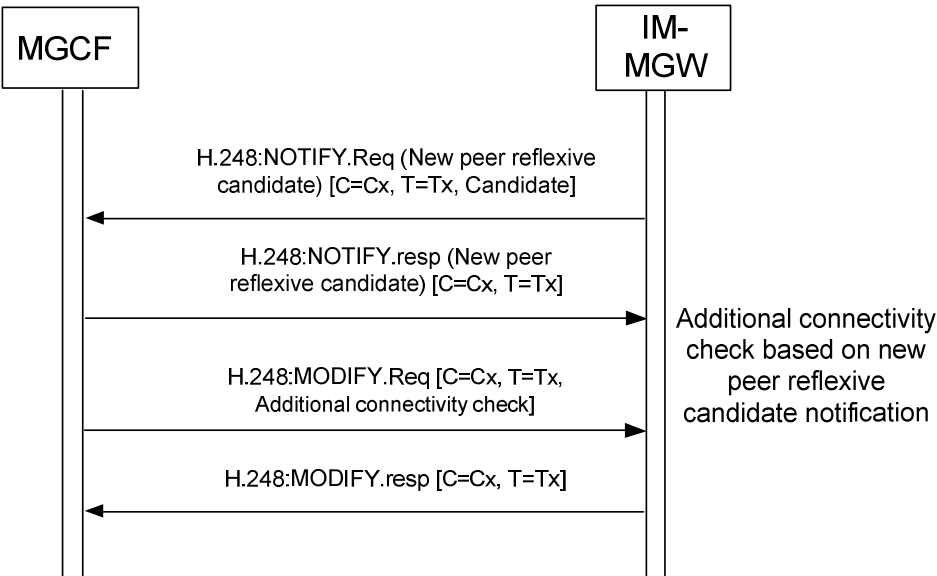 MGCF
IM-
MGW
H.248:NOTIFY.Req (New peer reflexive
candidate) [C=Cx, T=Tx, Candidate]
H.248:NOTIFY.resp (New peer
reflexive candidate) [C=Cx, T=Tx]
Additional connectivity
check based on new
peer reflexive
candidate notification
H.248:MODIFY.Req [C=Cx, T=Tx,
Additional connectivity check]
H.248:MODIFY.resp [C=Cx, T=Tx]